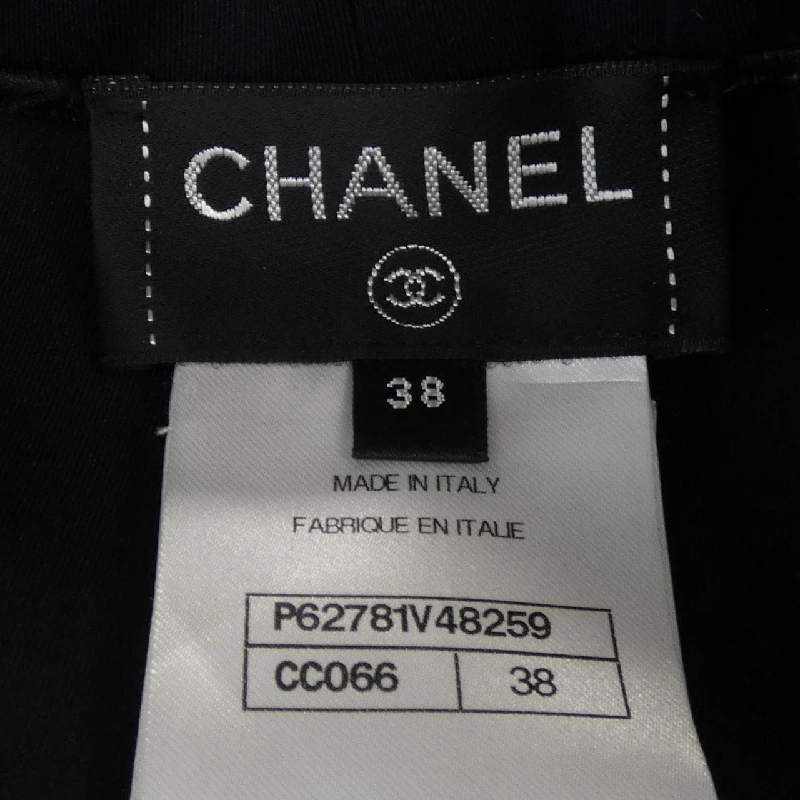 CHANEL
38
MADE IN ITALY
FABRIQUE EN ITALIE
P62781V48259
CC066 38